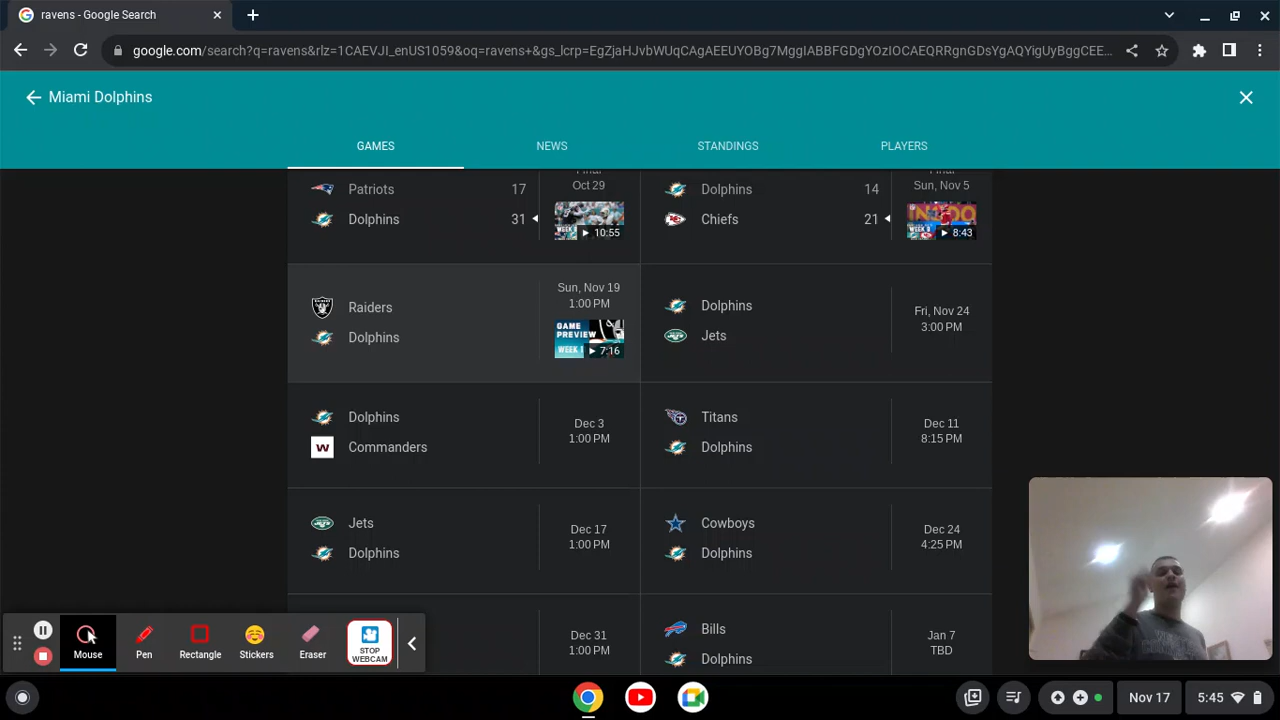 ravens - Google Search
google.com/search?q=ravens&rlz=1CAEVJI_enUS1059&oq=ravens+&gs_lcrp=EgZjaHJvbWUqCAgAEEUYOBg7MggIABBFGDgYOzIOCAEQRRgnGDsYgAQYigUyBggCEE...
Miami Dolphins
GAMES
NEWS
STANDINGS
PLAYERS
Patriots 17
Dolphins 31
Final
Oct 29
10:55
Dolphins 14
Chiefs 21
Final
Sun, Nov 5
8:43
Raiders
Dolphins
Sun, Nov 19
1:00 PM
GAME
PREVIEW
WEEK 1
7:16
Dolphins
Jets
Fri, Nov 24
3:00 PM
Dolphins
Commanders
Dec 3
1:00 PM
Titans
Dolphins
Dec 11
8:15 PM
Jets
Dolphins
Dec 17
1:00 PM
Cowboys
Dolphins
Dec 24
4:25 PM
Dec 31
1:00 PM
Bills
Dolphins
Jan 7
TBD
Mouse
Pen
Rectangle
Stickers
Eraser
STOP
WEBCAM
Nov 17
5:45